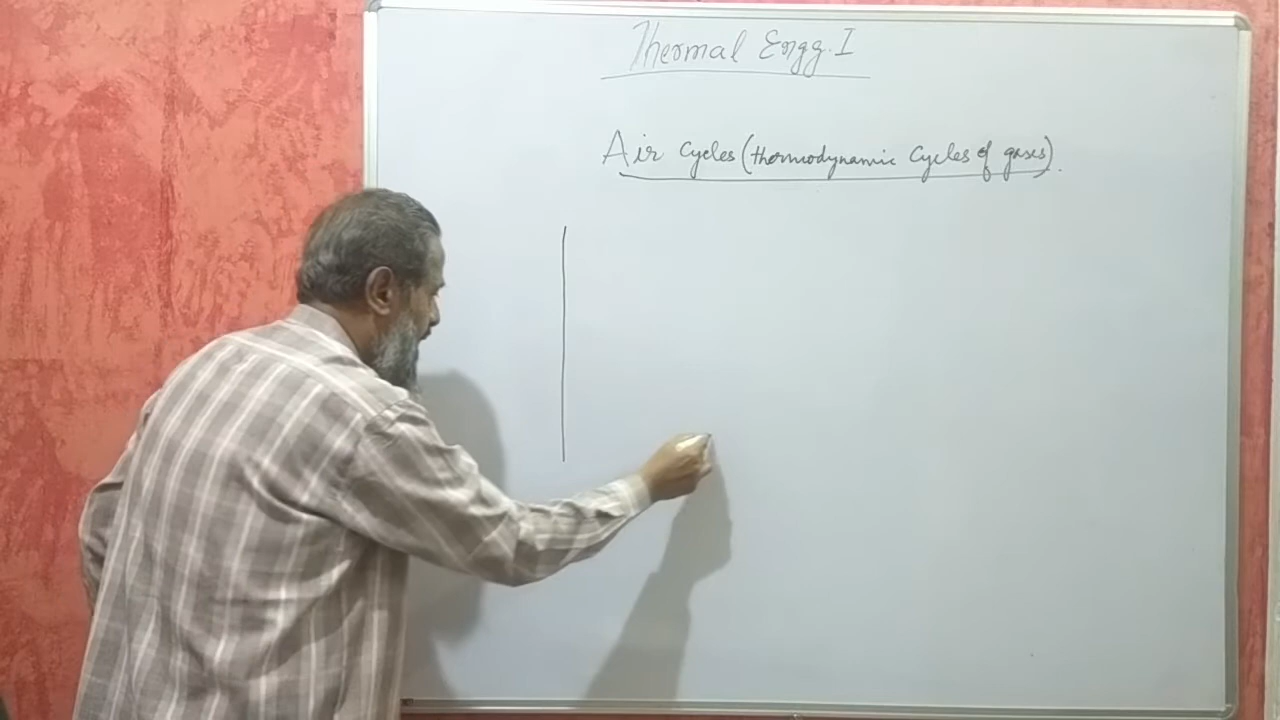 Thermal Engg. I
Air Cycles (thermodynamic Cycles of gases).